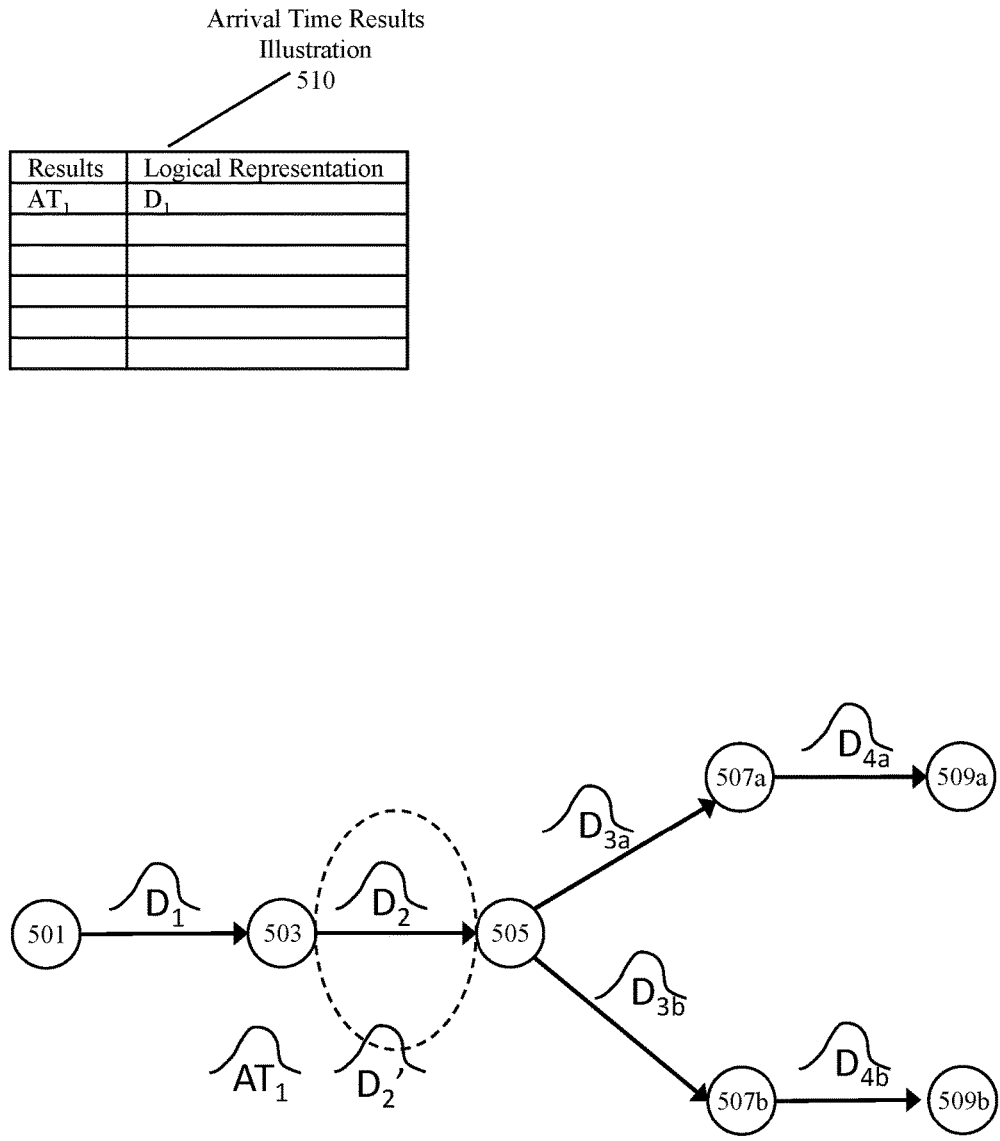 Arrival Time Results
Illustration
510
Results Logical Representation
AT₁ D₁
D₄ₐ
507a 509a
D₃ₐ
D₁ D₂
501 503 505
D₃b
AT₁ D₂’
D₄b
507b 509b